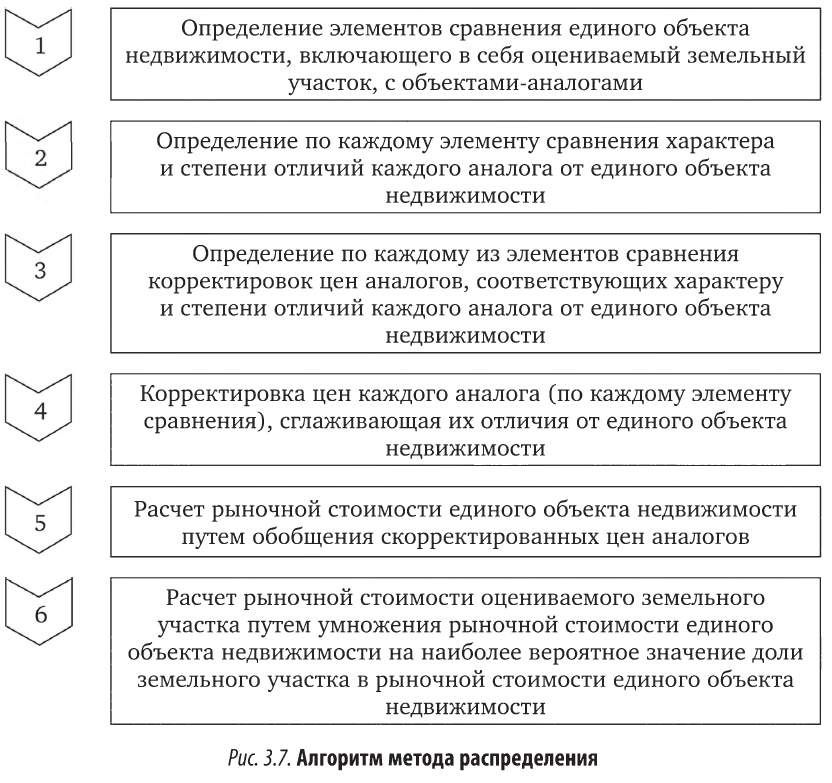 1
Определение элементов сравнения единого объекта
недвижимости, включающего в себя оцениваемый земельный
участок, с объектами-аналогами
2
Определение по каждому элементу сравнения характера
и степени отличий каждого аналога от единого объекта
недвижимости
3
Определение по каждому из элементов сравнения
корректировок цен аналогов, соответствующих характеру
и степени отличий каждого аналога от единого объекта
недвижимости
4
Корректировка цен каждого аналога (по каждому элементу
сравнения), сглаживающая их отличия от единого объекта
недвижимости
5
Расчет рыночной стоимости единого объекта недвижимости
путем обобщения скорректированных цен аналогов
6
Расчет рыночной стоимости оцениваемого земельного
участка путем умножения рыночной стоимости единого
объекта недвижимости на наиболее вероятное значение доли
земельного участка в рыночной стоимости единого объекта
недвижимости
Рис. 3.7. Алгоритм метода распределения